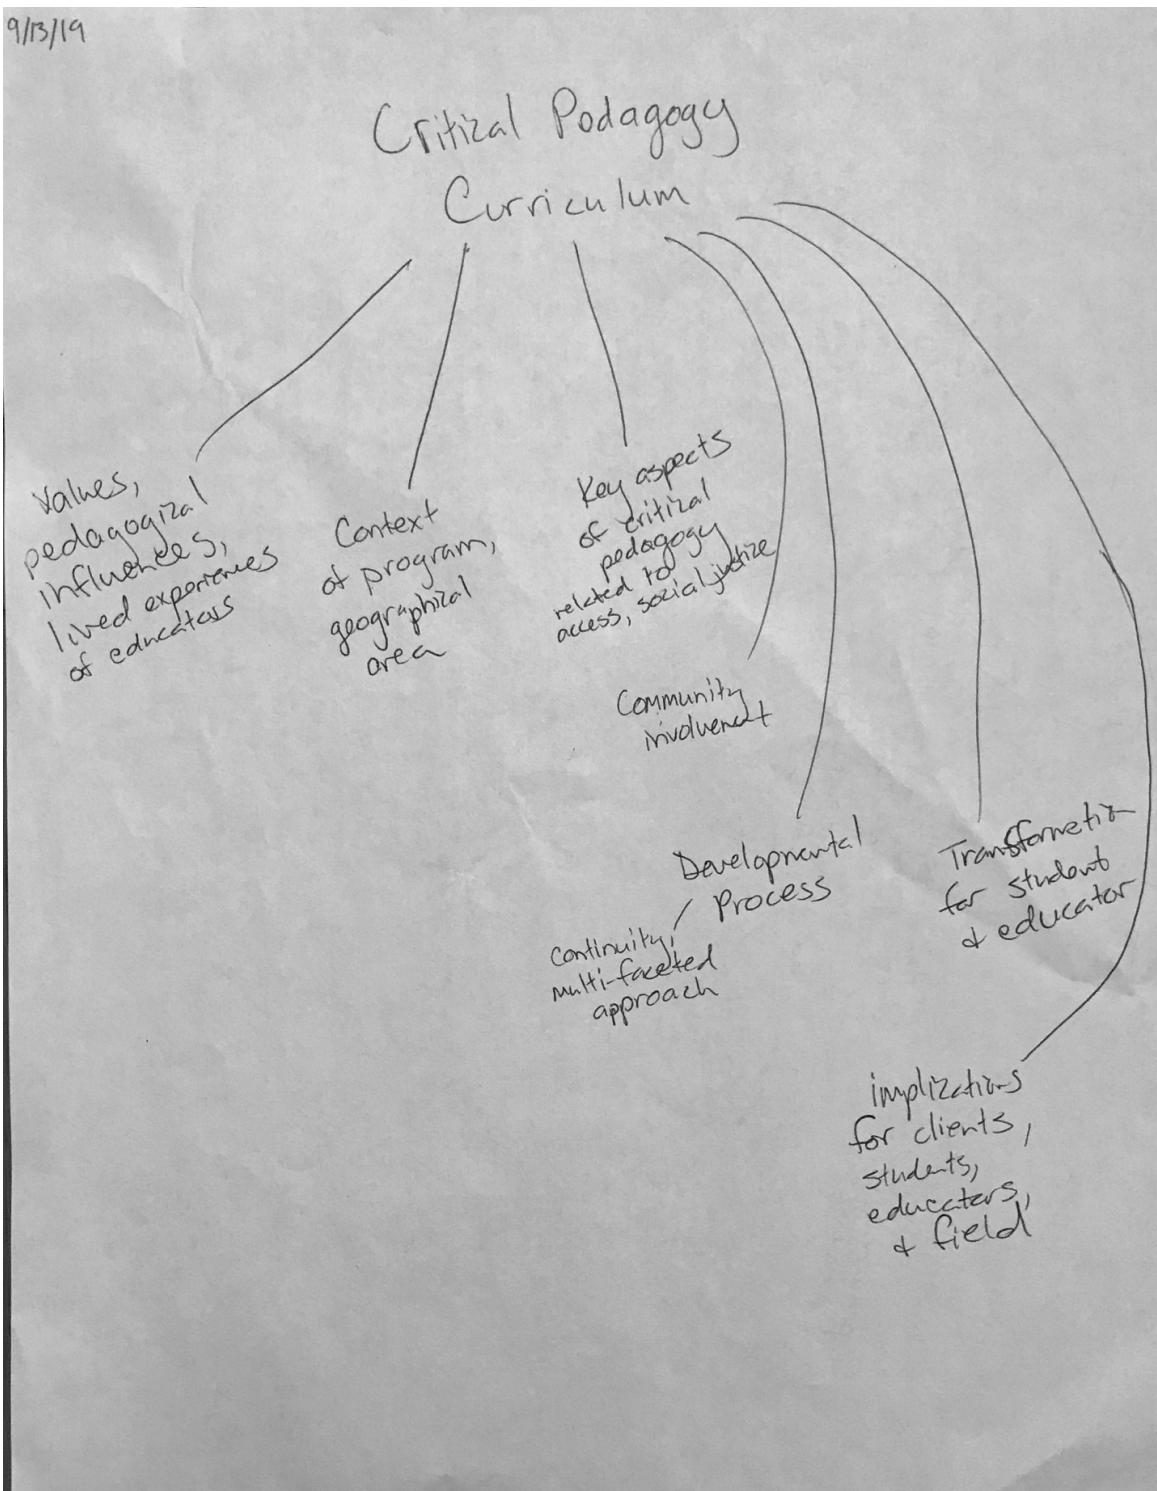 9/13/19
Critical Pedagogy
Curriculum
Values,
pedagogical
influences,
lived experiences
of educators
Context
of program,
geographical
area
Key aspects
of critical
pedagogy
related to
access, social justice
Community
involvement
Developmental
Process
Continuity,
multi-faceted
approach
Transformation
for student
& educator
implications
for clients,
students,
educators,
& field